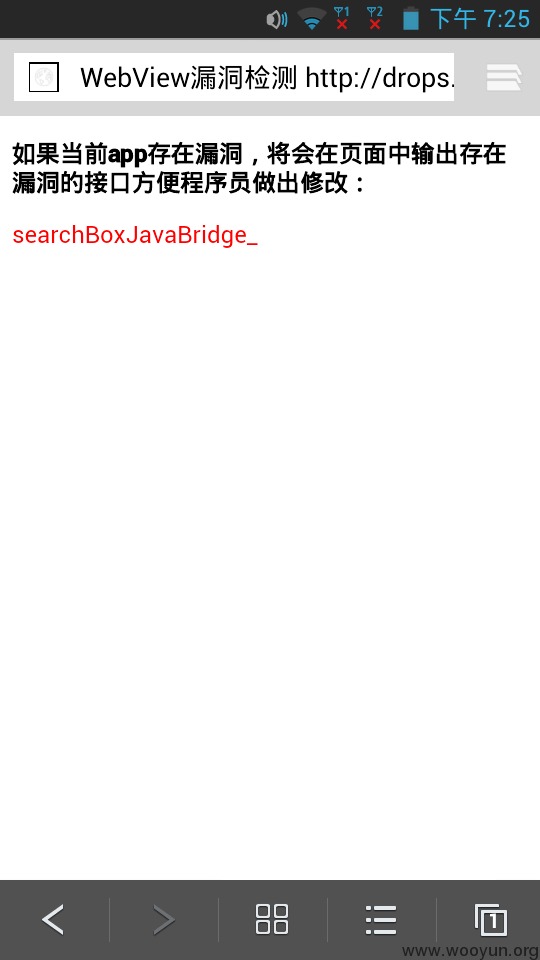 1 2 下午 7:25
WebView漏洞检测 http://drops.
如果当前app存在漏洞，将会在页面中输出存在
漏洞的接口方便程序员做出修改：
searchBoxJavaBridge_
1
www.wooyun.org